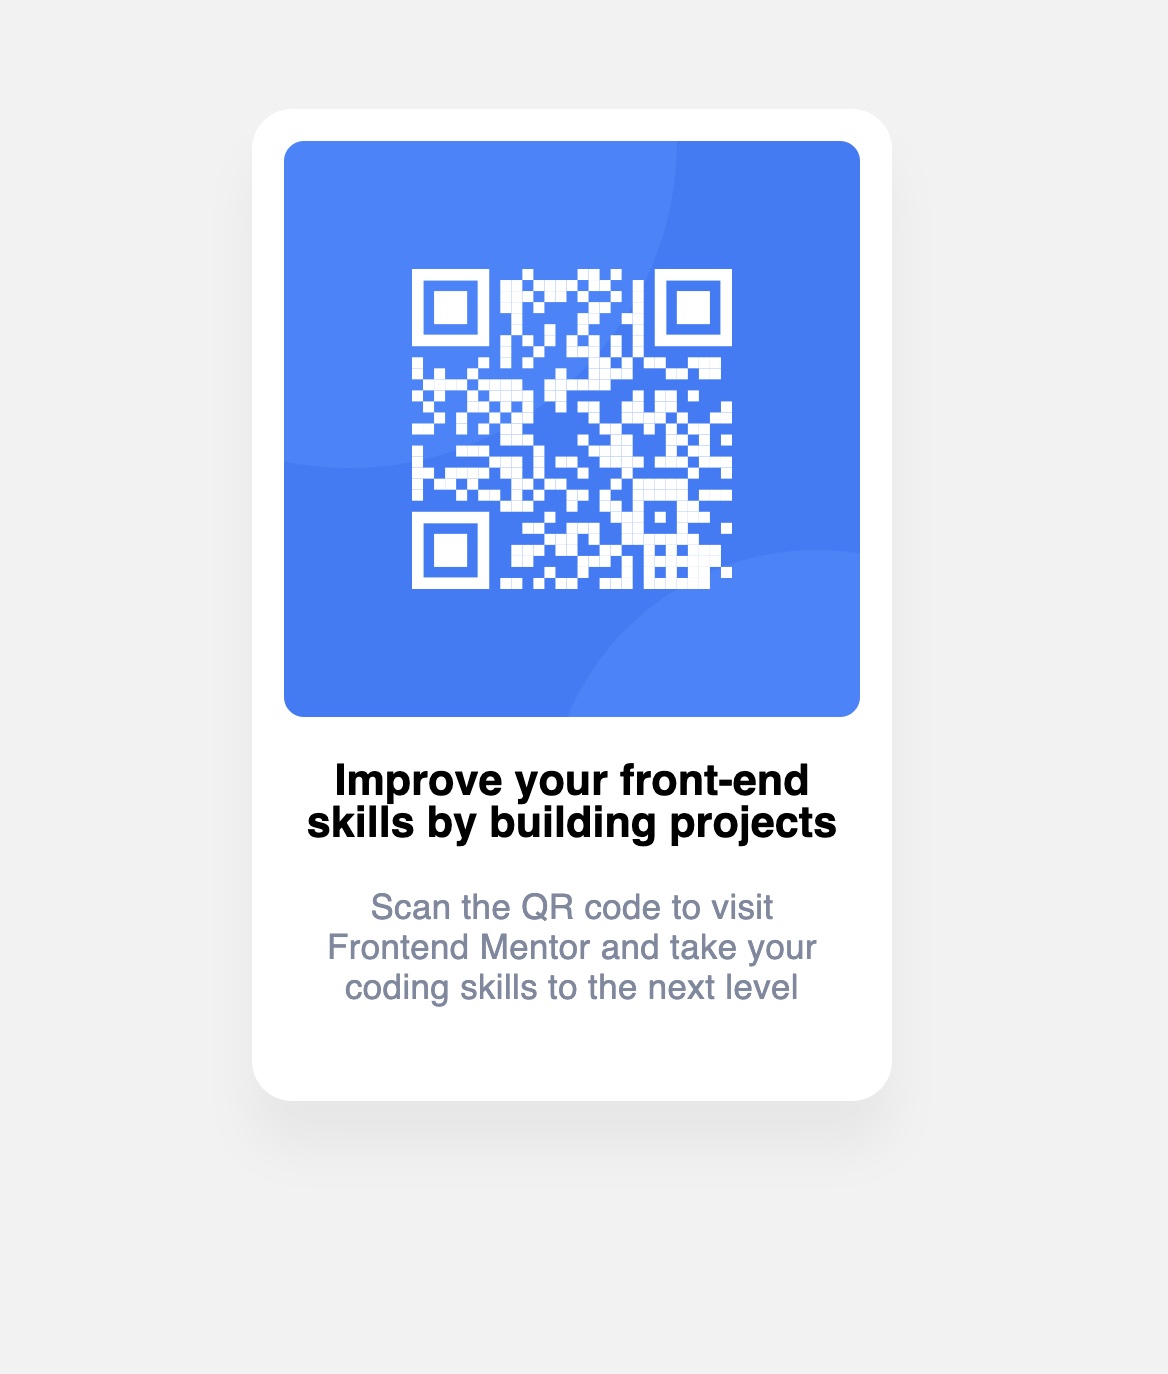 Improve your front-end
skills by building projects
Scan the QR code to visit
Frontend Mentor and take your
coding skills to the next level